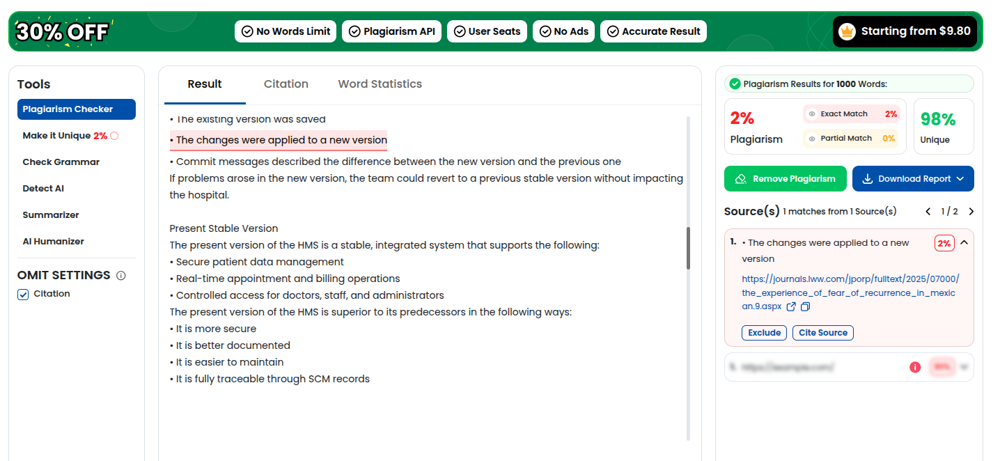 30% OFF
No Words Limit
Plagiarism API
User Seats
No Ads
Accurate Result
Starting from $9.80
Tools
Plagiarism Checker
Make it Unique 2%
Check Grammar
Detect AI
Summarizer
AI Humanizer
OMIT SETTINGS
Citation
Result
Citation
Word Statistics
• The existing version was saved
• The changes were applied to a new version
• Commit messages described the difference between the new version and the previous one
If problems arose in the new version, the team could revert to a previous stable version without impacting
the hospital.
Present Stable Version
The present version of the HMS is a stable, integrated system that supports the following:
• Secure patient data management
• Real-time appointment and billing operations
• Controlled access for doctors, staff, and administrators
The present version of the HMS is superior to its predecessors in the following ways:
• It is more secure
• It is better documented
• It is easier to maintain
• It is fully traceable through SCM records
Plagiarism Results for 1000 Words:
2%
Plagiarism
Exact Match 2%
Partial Match 0%
98%
Unique
Remove Plagiarism
Download Report
Source(s) 1 matches from 1 Source(s)
1 / 2
1. • The changes were applied to a new
version
2%
https://journals.lww.com/jporp/fulltext/2025/07000/
the_experience_of_fear_of_recurrence_in_mexic
an.9.aspx
Exclude
Cite Source